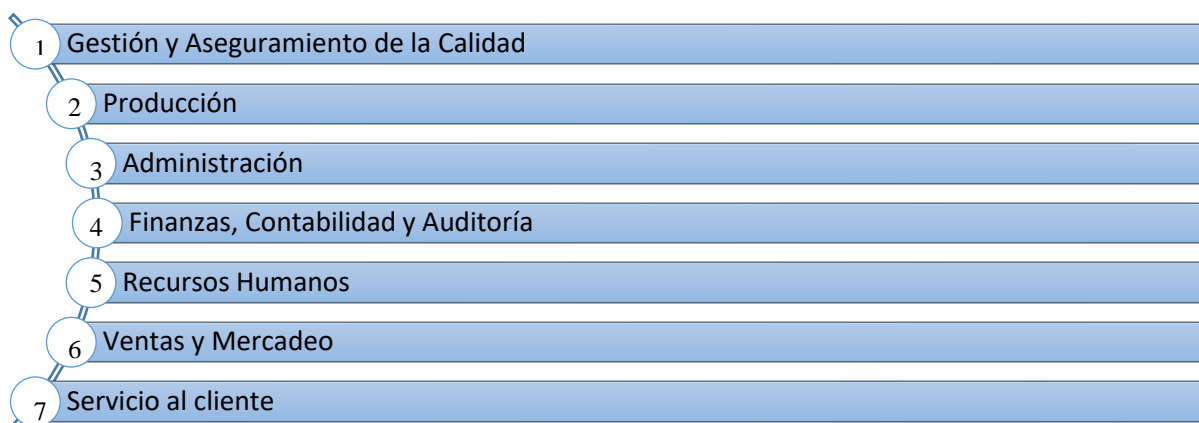 1 Gestión y Aseguramiento de la Calidad
2 Producción
3 Administración
4 Finanzas, Contabilidad y Auditoría
5 Recursos Humanos
6 Ventas y Mercadeo
7 Servicio al cliente